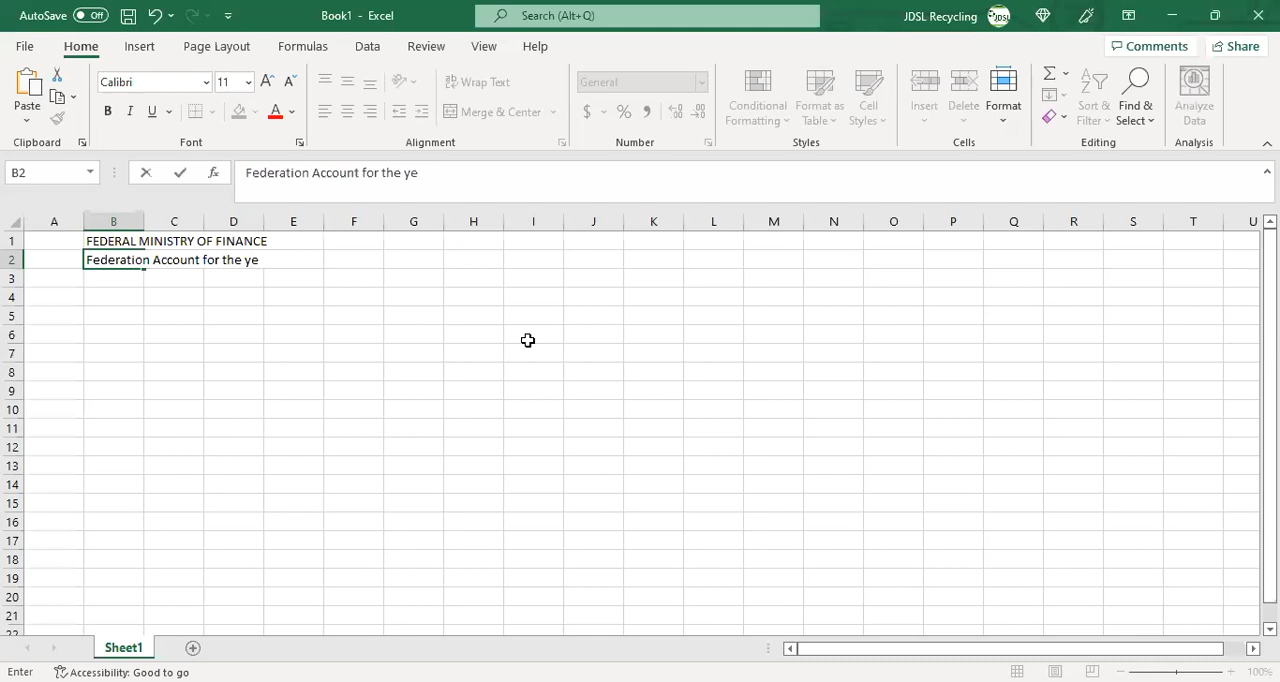 AutoSave Off Book1 - Excel Search (Alt+Q) JDSL Recycling JDSL
File Home Insert Page Layout Formulas Data Review View Help Comments Share
Calibri 11 Wrap Text General
Paste B I U Merge & Center $ % Conditional Formatting Format as Table Cell Styles Insert Delete Format Sort & Filter Find & Select Analyze Data
Clipboard Font Alignment Number Styles Cells Editing Analysis
B2 fx Federation Account for the ye
A B C D E F G H I J K L M N O P Q R S T U
1 FEDERAL MINISTRY OF FINANCE
2 Federation Account for the ye
3
4
5
6
7
8
9
10
11
12
13
14
15
16
17
18
19
20
21
22
Sheet1
Enter Accessibility: Good to go 100%